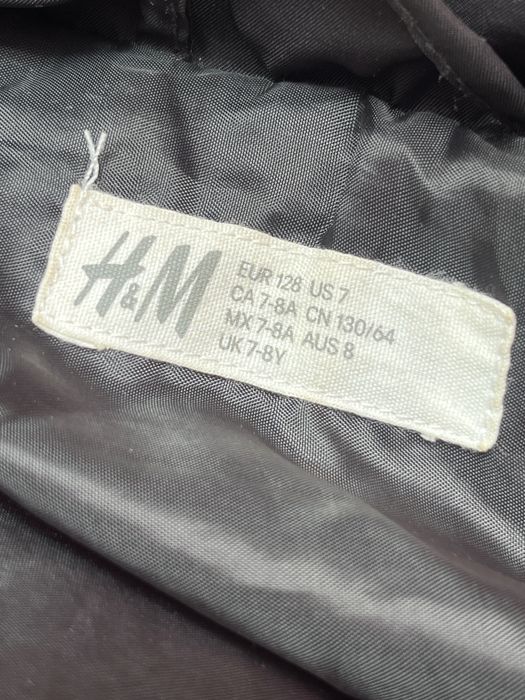 H&M
EUR 128 US 7
CA 7-8A CN 130/64
MX 7-8A AUS 8
UK 7-8Y